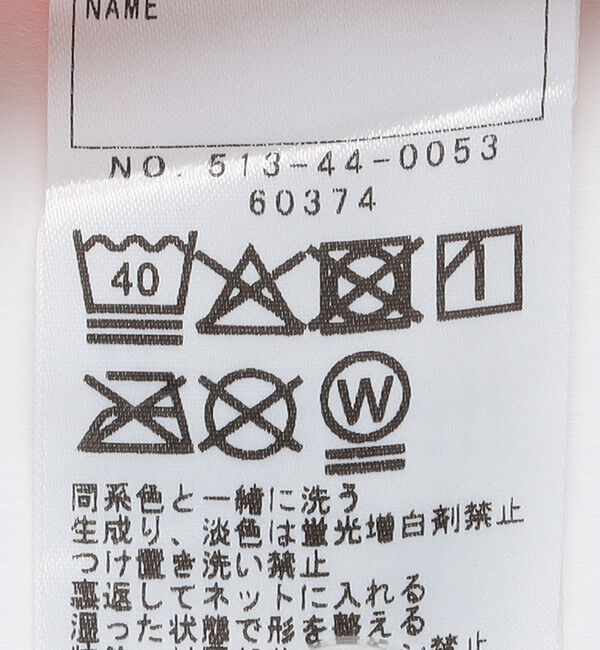 NAME
NO. 513-44-0053
60374
40
W
同系色と一緒に洗う
生成り、淡色は蛍光増白剤禁止
つけ置き洗い禁止
裏返してネットに入れる
湿った状態で形を整える
禁止